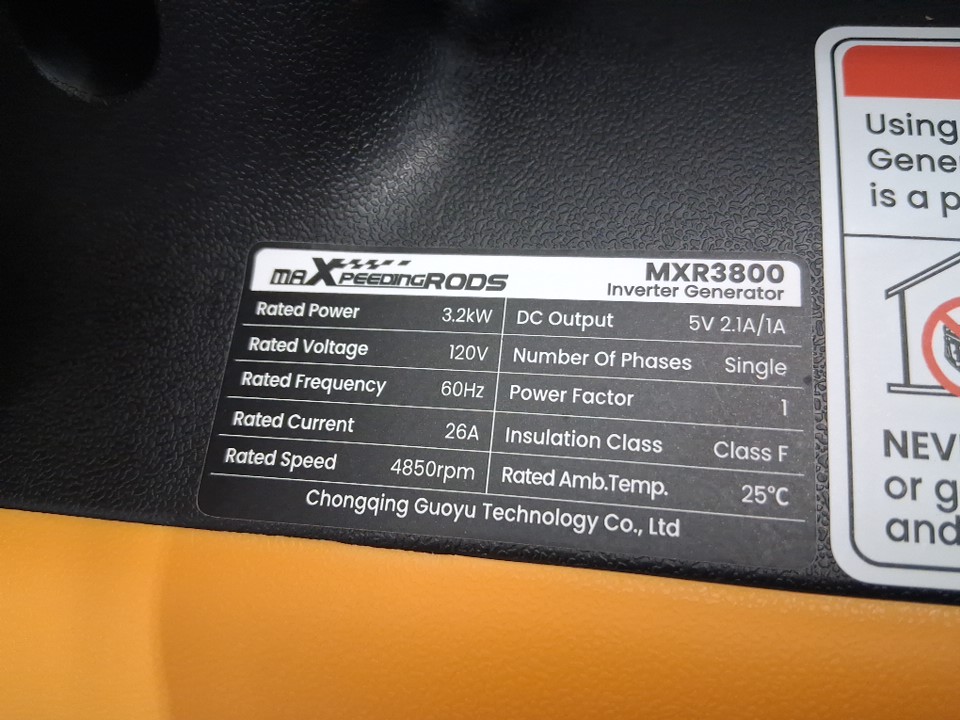 maXpeedingRODS
MXR3800
Inverter Generator
Rated Power 3.2kW
Rated Voltage 120V
Rated Frequency 60Hz
Rated Current 26A
Rated Speed 4850rpm
DC Output 5V 2.1A/1A
Number Of Phases Single
Power Factor 1
Insulation Class Class F
Rated Amb.Temp. 25°C
Chongqing Guoyu Technology Co., Ltd
Using
is a
or
and